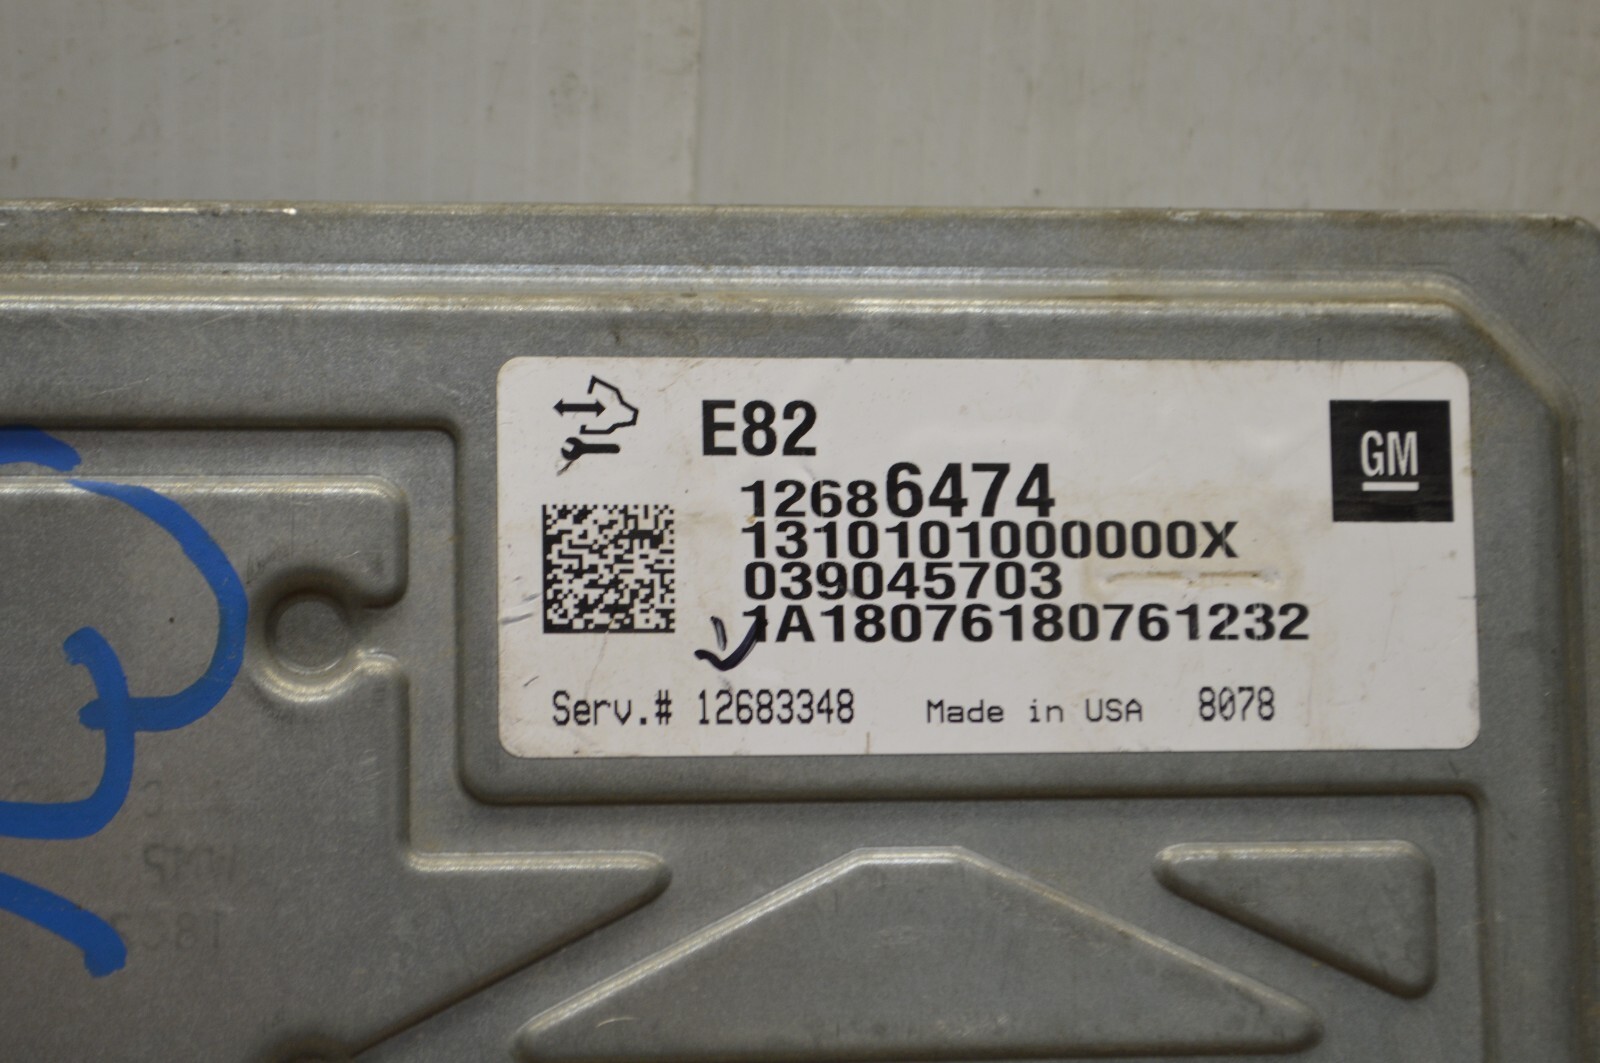 E82
GM
12686474
1310101000000X
039045703
1A18076180761232
Serv.# 12683348 Made in USA 8078